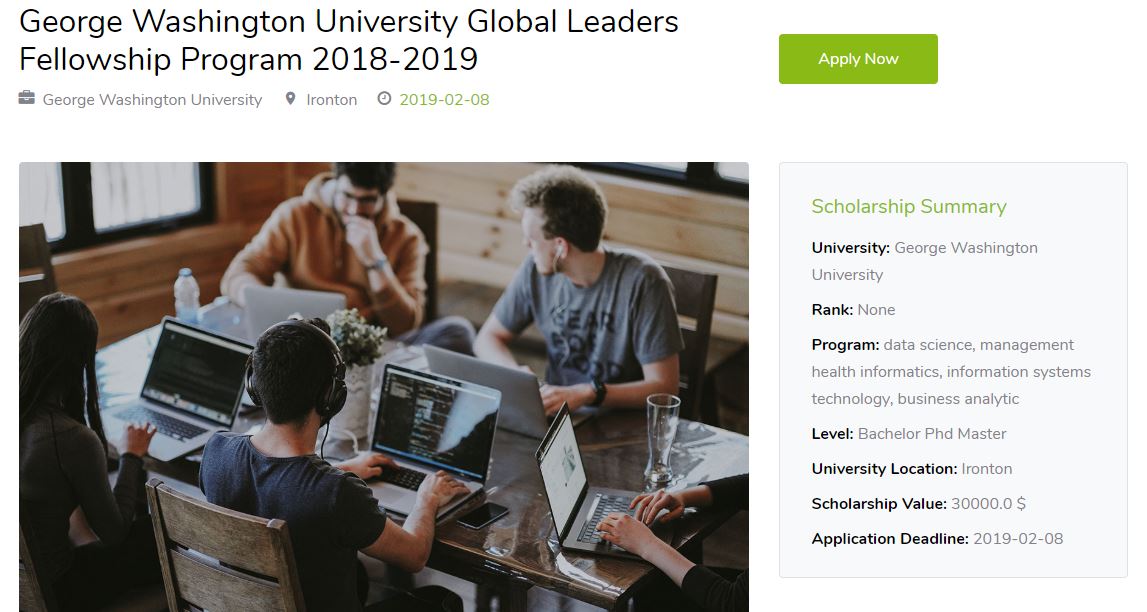 George Washington University Global Leaders
Fellowship Program 2018-2019
George Washington University Ironton 2019-02-08
Apply Now
Scholarship Summary
University: George Washington
University
Rank: None
Program: data science, management
health informatics, information systems
technology, business analytic
Level: Bachelor Phd Master
University Location: Ironton
Scholarship Value: 30000.0 $
Application Deadline: 2019-02-08